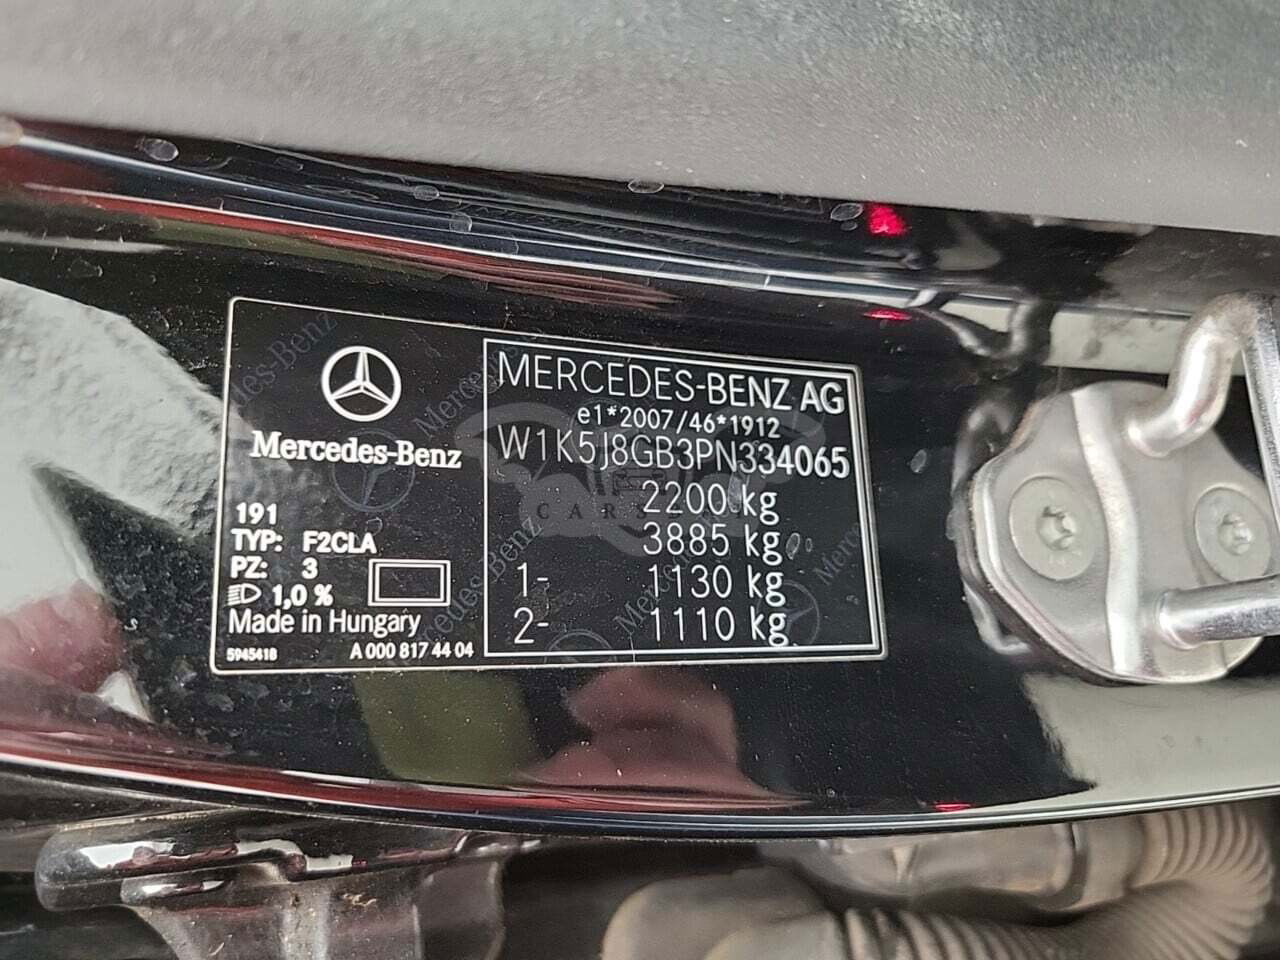 Mercedes-Benz
191
TYP: F2CLA
PZ: 3
1,0 %
Made in Hungary
5945418
A 000 817 44 04
MERCEDES-BENZ AG
e1*2007/46*1912
W1K5J8GB3PN334065
2200 kg
3885 kg
1- 1130 kg
2- 1110 kg
CARS